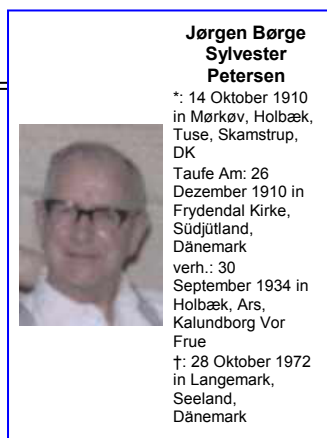 Jørgen Børge
Sylvester
Petersen
*: 14 Oktober 1910
in Mørkøv, Holbæk,
Tuse, Skamstrup,
DK
Taufe Am: 26
Dezember 1910 in
Frydendal Kirke,
Südjütland,
Dänemark
verh.: 30
September 1934 in
Holbæk, Ars,
Kalundborg Vor
Frue
†: 28 Oktober 1972
in Langemark,
Seeland,
Dänemark